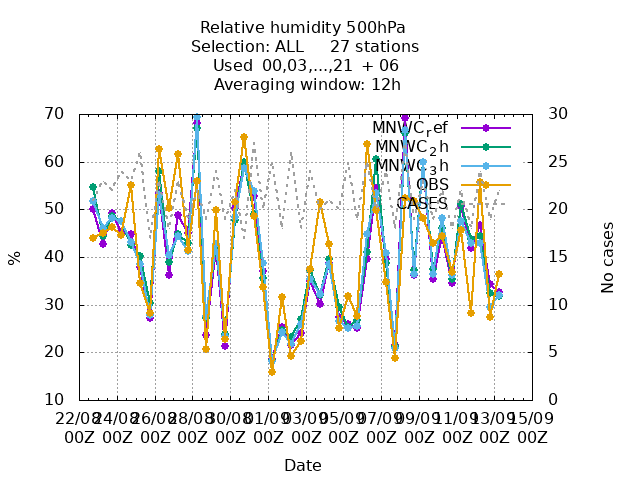 Relative humidity 500hPa
Selection: ALL 27 stations
Used 00,03,...,21 + 06
Averaging window: 12h
70 30
MNWCref
MNWC2h
MNWC3h
OBS
CASES
60 25
50 20
40 15
30 10
20 5
10 0
%
No cases
22/08 24/08 26/08 28/08 30/08 01/09 03/09 05/09 07/09 09/09 11/09 13/09 15/09
00Z 00Z 00Z 00Z 00Z 00Z 00Z 00Z 00Z 00Z 00Z 00Z 00Z
Date